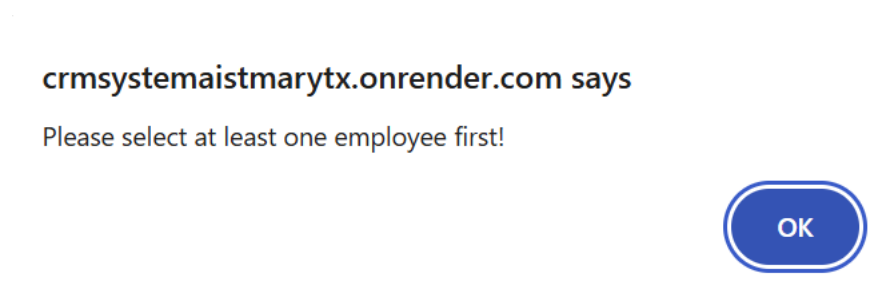 crmsystemaistmarytx.onrender.com says
Please select at least one employee first!
OK